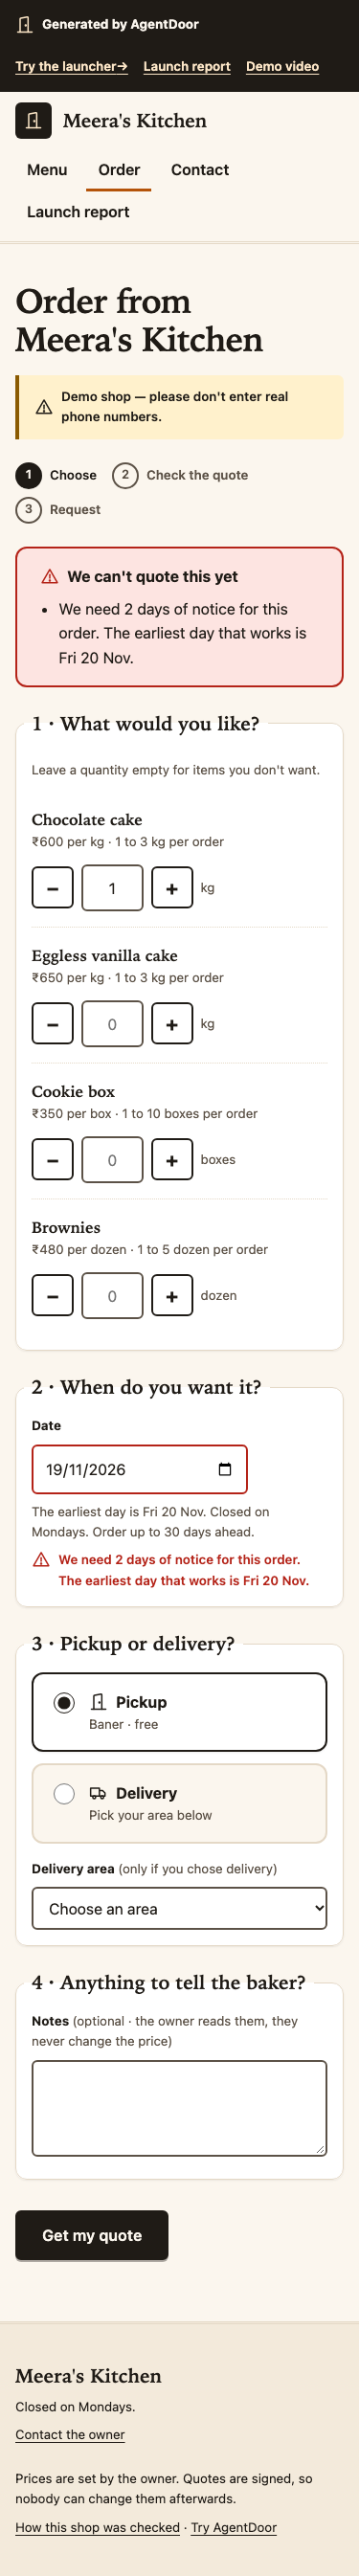 Generated by AgentDoor
Try the launcher→ Launch report Demo video
Meera's Kitchen
Menu Order Contact
Launch report
Order from
Meera's Kitchen
Demo shop — please don't enter real
phone numbers.
1 Choose 2 Check the quote
3 Request
We can't quote this yet
• We need 2 days of notice for this
order. The earliest day that works is
Fri 20 Nov.
1 · What would you like?
Leave a quantity empty for items you don't want.
Chocolate cake
₹600 per kg · 1 to 3 kg per order
− 1 + kg
Eggless vanilla cake
₹650 per kg · 1 to 3 kg per order
− 0 + kg
Cookie box
₹350 per box · 1 to 10 boxes per order
− 0 + boxes
Brownies
₹480 per dozen · 1 to 5 dozen per order
− 0 + dozen
2 · When do you want it?
Date
19/11/2026
The earliest day is Fri 20 Nov. Closed on
Mondays. Order up to 30 days ahead.
We need 2 days of notice for this order.
The earliest day that works is Fri 20 Nov.
3 · Pickup or delivery?
Pickup
Baner · free
Delivery
Pick your area below
Delivery area (only if you chose delivery)
Choose an area
4 · Anything to tell the baker?
Notes (optional · the owner reads them, they
never change the price)
Get my quote
Meera's Kitchen
Closed on Mondays.
Contact the owner
Prices are set by the owner. Quotes are signed, so
nobody can change them afterwards.
How this shop was checked · Try AgentDoor